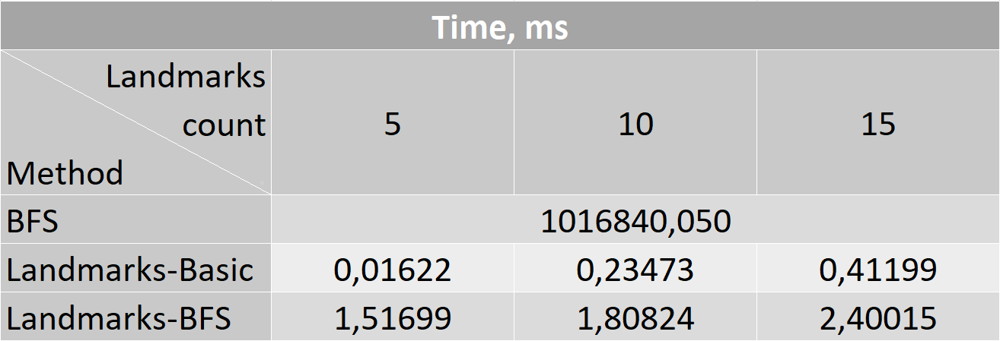 Time, ms
Landmarks
count
Method
5 10 15
BFS 1016840,050
Landmarks-Basic 0,01622 0,23473 0,41199
Landmarks-BFS 1,51699 1,80824 2,40015